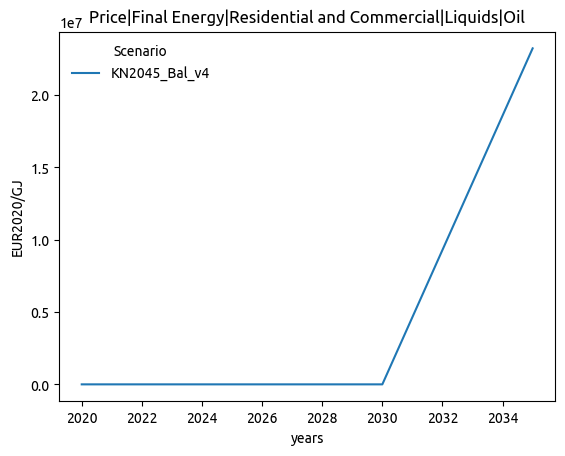 Price|Final Energy|Residential and Commercial|Liquids|Oil
1e7
Scenario
KN2045_Bal_v4
2.0
1.5
1.0
0.5
0.0
EUR2020/GJ
2020 2022 2024 2026 2028 2030 2032 2034
years